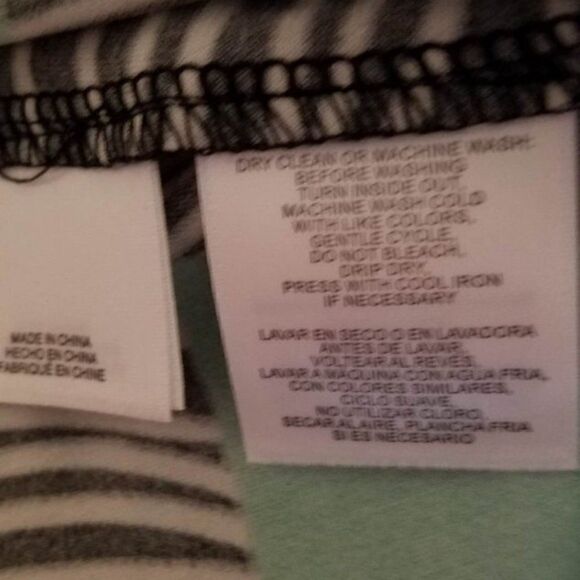 MADE IN CHINA
HECHO EN CHINA
FABRIQUÉ EN CHINE
DRY CLEAN OR MACHINE WASH:
BEFORE WASHING
TURN INSIDE OUT.
MACHINE WASH COLD
WITH LIKE COLORS,
GENTLE CYCLE.
DO NOT BLEACH.
DRIP DRY.
PRESS WITH COOL IRON
IF NECESSARY
LAVAR EN SECO O EN LAVADORA
ANTES DE LAVAR,
VOLTEAR AL REVES.
LAVAR A MAQUINA CON AGUA FRIA,
CON COLORES SIMILARES,
CICLO SUAVE.
NO UTILIZAR CLORO.
SECAR AL AIRE. PLANCHA FRIA
SI ES NECESARIO